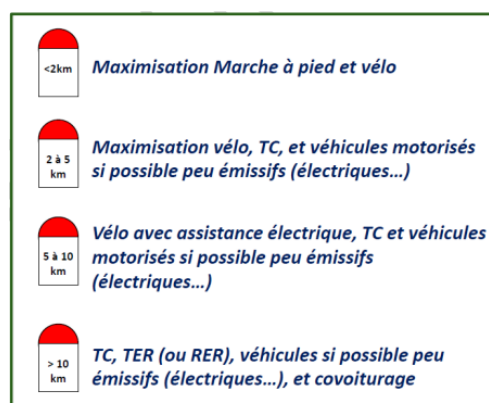 <2km
Maximisation Marche à pied et vélo
2 à 5
km
Maximisation vélo, TC, et véhicules motorisés
si possible peu émissifs (électriques...)
5 à 10
km
Vélo avec assistance électrique, TC et véhicules
motorisés si possible peu émissifs
(électriques...)
> 10
km
TC, TER (ou RER), véhicules si possible peu
émissifs (électriques...), et covoiturage